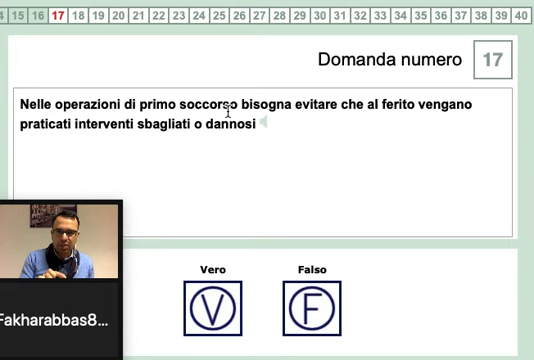 15 16 17 18 19 20 21 22 23 24 25 26 27 28 29 30 31 32 33 34 35 36 37 38 39 40
Domanda numero 17
Nelle operazioni di primo soccorso bisogna evitare che al ferito vengano
praticati interventi sbagliati o dannosi
Vero Falso
V F
Fakharabbas8...